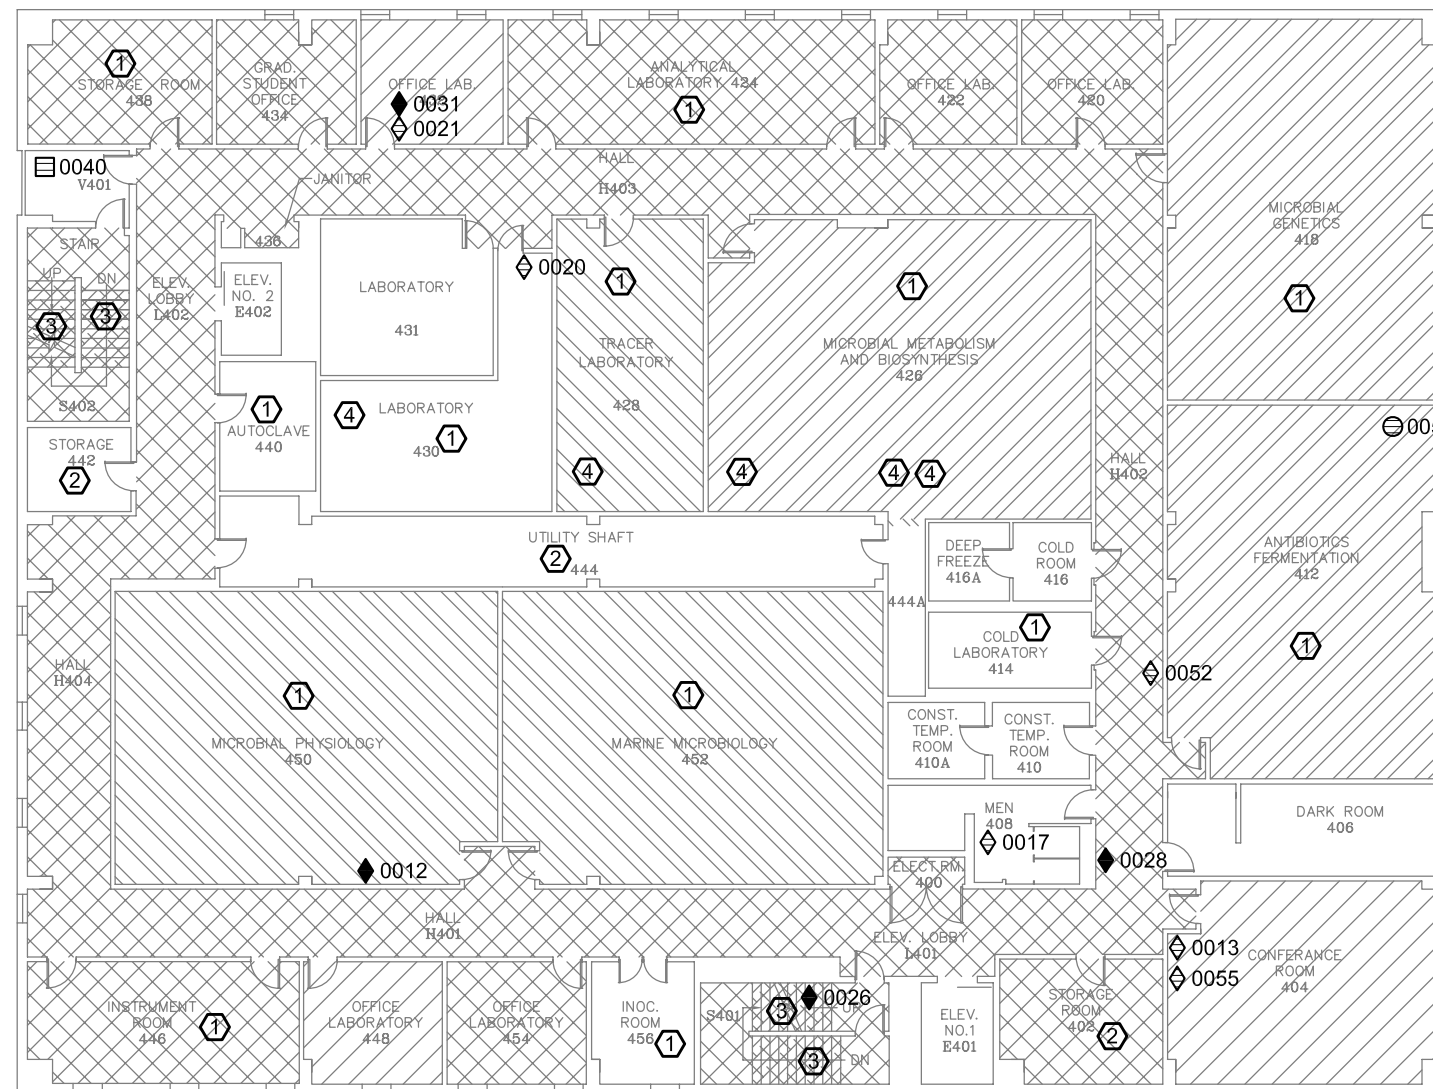 1
STORAGE ROOM
438
GRAD.
STUDENT
OFFICE
434
OFFICE LAB.
0031
0021
ANALYTICAL
LABORATORY 424
1
OFFICE LAB.
422
OFFICE LAB.
420
0040
V401
JANITOR
436
HALL
H403
MICROBIAL
GENETICS
418
1
STAIR
UP
DN
3
3
S402
ELEV.
LOBBY
L402
ELEV.
NO. 2
E402
LABORATORY
431
0020
1
TRACER
LABORATORY
428
4
1
MICROBIAL METABOLISM
AND BIOSYNTHESIS
426
4
4
4
STORAGE
442
2
1
AUTOCLAVE
440
LABORATORY
4
1
430
HALL
H402
ANTIBIOTICS
FERMENTATION
412
1
UTILITY SHAFT
2
444
444A
DEEP
FREEZE
416A
COLD
ROOM
416
1
COLD
LABORATORY
414
0052
HALL
H404
1
MICROBIAL PHYSIOLOGY
450
0012
1
MARINE MICROBIOLOGY
452
CONST.
TEMP.
ROOM
410A
CONST.
TEMP.
ROOM
410
MEN
408
0017
0028
DARK ROOM
406
ELECT RM.
400
HALL
H401
ELEV. LOBBY
L401
0013
0055
CONFERANCE
ROOM
404
INSTRUMENT
ROOM
446
1
OFFICE
LABORATORY
448
OFFICE
LABORATORY
454
INOC.
ROOM
456
1
S401
3
0026
UP
3
DN
ELEV.
NO.1
E401
STORAGE
ROOM
402
2